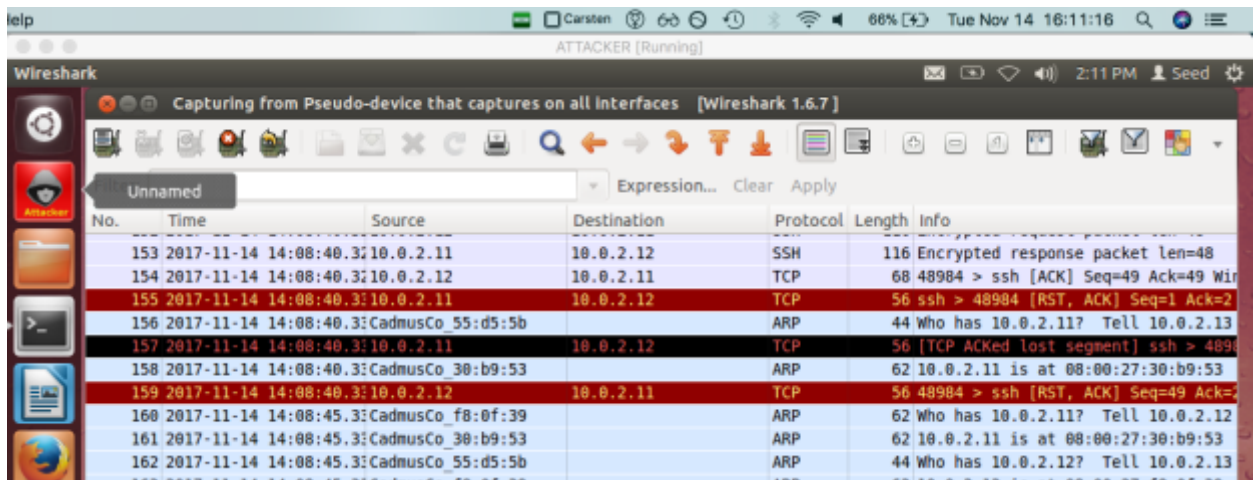 Help
Carsten 66% Tue Nov 14 16:11:16
ATTACKER [Running]
Wireshark 2:11 PM Seed
Capturing from Pseudo-device that captures on all interfaces [Wireshark 1.6.7 ]
Attacker
Unnamed
Expression... Clear Apply
No. Time Source Destination Protocol Length Info
153 2017-11-14 14:08:40.32 10.0.2.11 10.0.2.12 SSH 116 Encrypted response packet len=48
154 2017-11-14 14:08:40.32 10.0.2.12 10.0.2.11 TCP 68 48984 > ssh [ACK] Seq=49 Ack=49 Win
155 2017-11-14 14:08:40.33 10.0.2.11 10.0.2.12 TCP 56 ssh > 48984 [RST, ACK] Seq=1 Ack=2
156 2017-11-14 14:08:40.33 CadmusCo_55:d5:5b ARP 44 Who has 10.0.2.11? Tell 10.0.2.13
157 2017-11-14 14:08:40.33 10.0.2.11 10.0.2.12 TCP 56 [TCP ACKed lost segment] ssh > 4898
158 2017-11-14 14:08:40.33 CadmusCo_30:b9:53 ARP 62 10.0.2.11 is at 08:00:27:30:b9:53
159 2017-11-14 14:08:40.33 10.0.2.12 10.0.2.11 TCP 56 48984 > ssh [RST, ACK] Seq=49 Ack=2
160 2017-11-14 14:08:45.33 CadmusCo_f8:0f:39 ARP 62 Who has 10.0.2.11? Tell 10.0.2.12
161 2017-11-14 14:08:45.33 CadmusCo_30:b9:53 ARP 62 10.0.2.11 is at 08:00:27:30:b9:53
162 2017-11-14 14:08:45.33 CadmusCo_55:d5:5b ARP 44 Who has 10.0.2.12? Tell 10.0.2.13